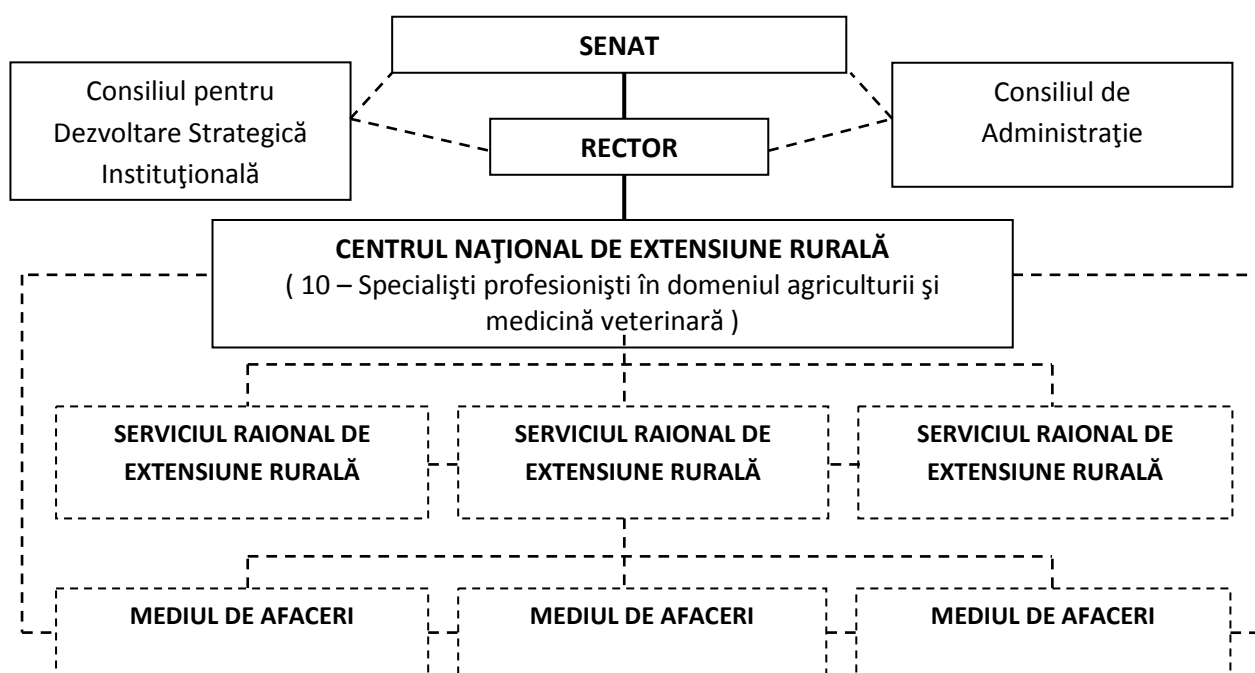 SENAT
Consiliul pentru
Dezvoltare Strategică
Instituţională
Consiliul de
Administraţie
RECTOR
CENTRUL NAŢIONAL DE EXTENSIUNE RURALĂ
( 10 – Specialişti profesionişti în domeniul agriculturii şi
medicină veterinară )
SERVICIUL RAIONAL DE
EXTENSIUNE RURALĂ
SERVICIUL RAIONAL DE
EXTENSIUNE RURALĂ
SERVICIUL RAIONAL DE
EXTENSIUNE RURALĂ
MEDIUL DE AFACERI
MEDIUL DE AFACERI
MEDIUL DE AFACERI